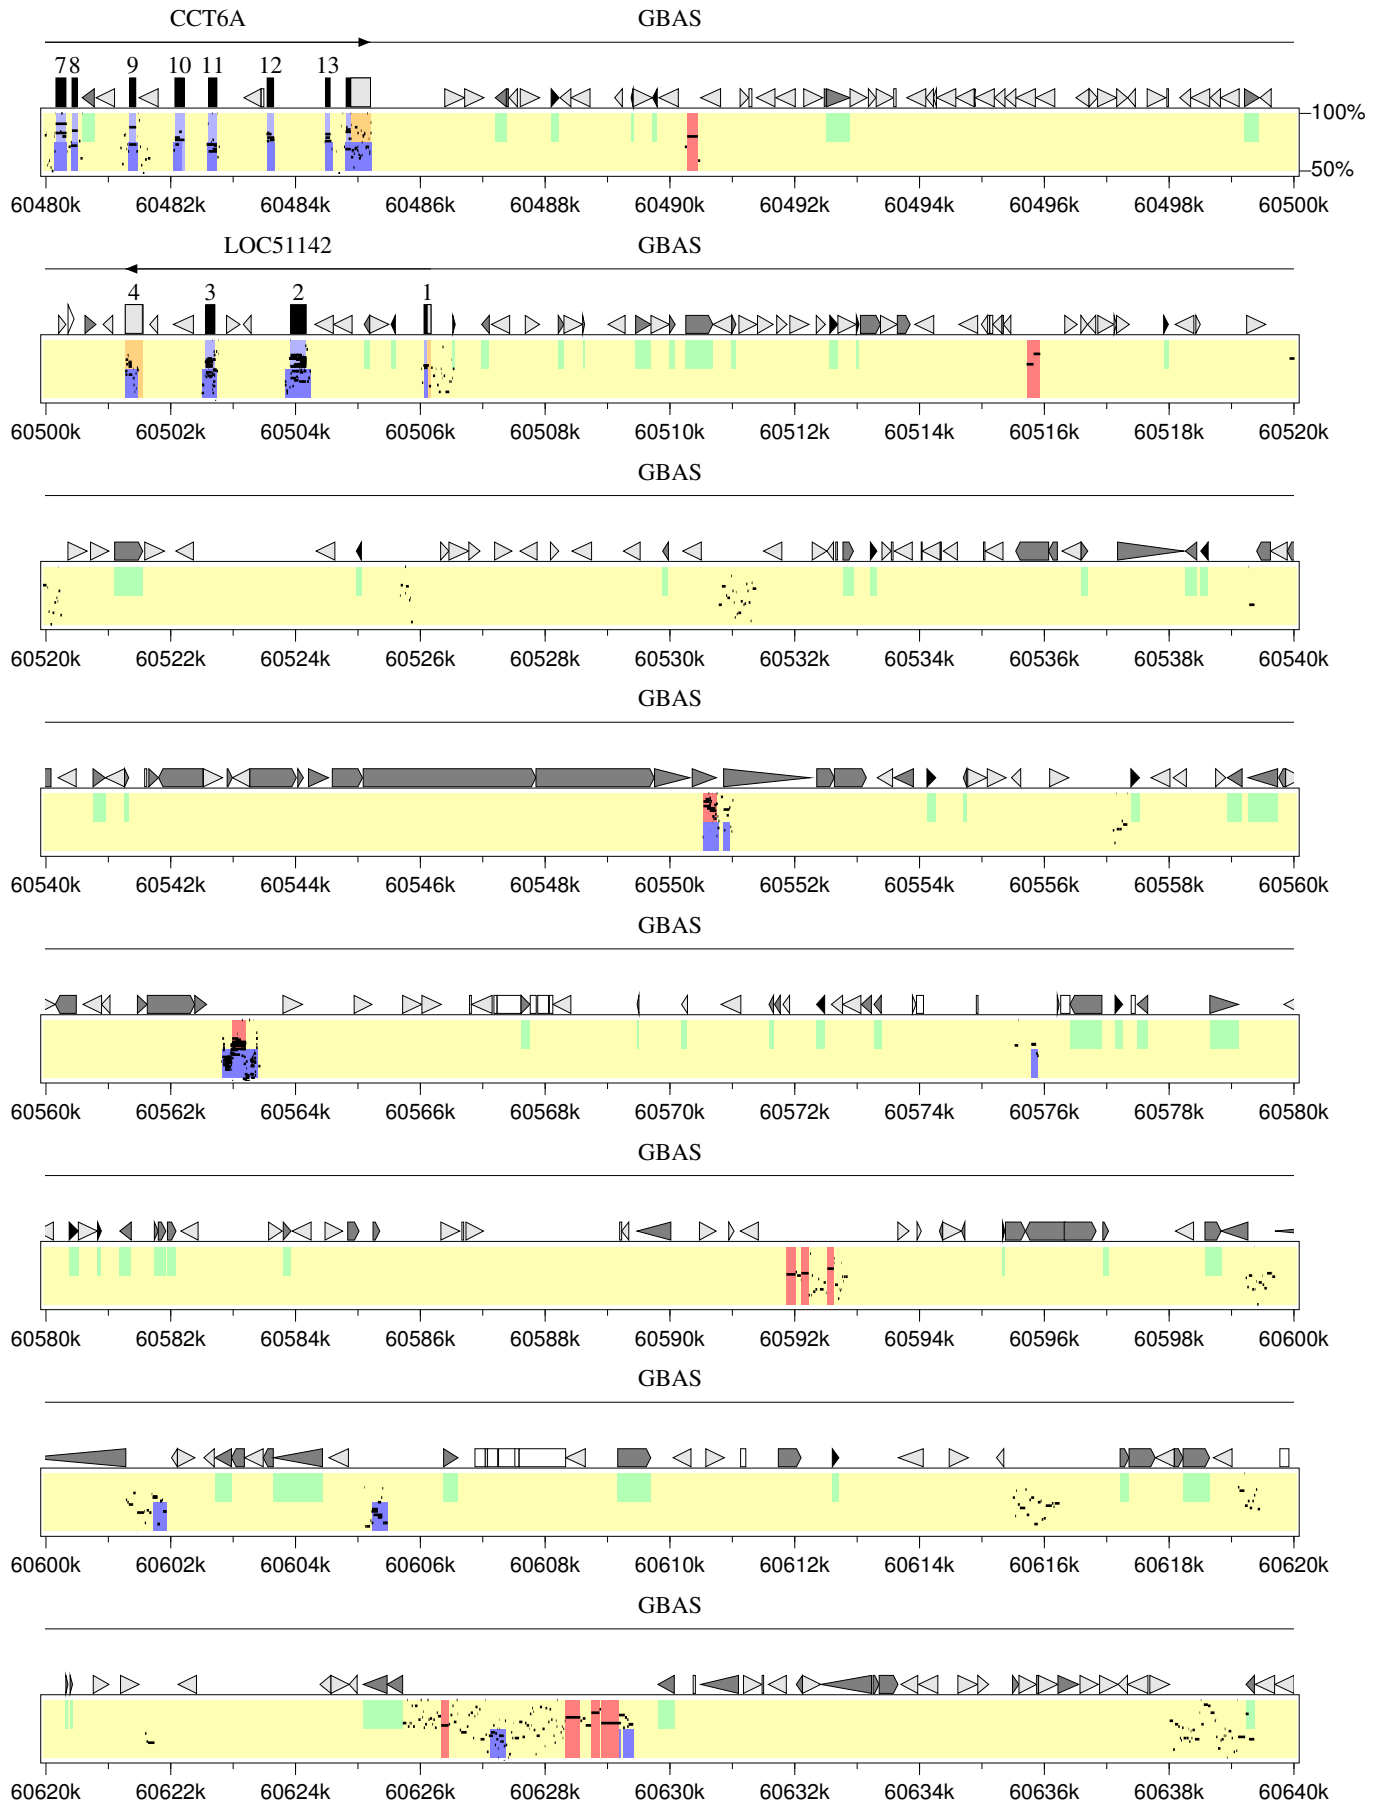 CCT6A GBAS
7 8 9 10 11 12 13
100%
50%
60480k 60482k 60484k 60486k 60488k 60490k 60492k 60494k 60496k 60498k 60500k
LOC51142 GBAS
4 3 2 1
60500k 60502k 60504k 60506k 60508k 60510k 60512k 60514k 60516k 60518k 60520k
GBAS
60520k 60522k 60524k 60526k 60528k 60530k 60532k 60534k 60536k 60538k 60540k
GBAS
60540k 60542k 60544k 60546k 60548k 60550k 60552k 60554k 60556k 60558k 60560k
GBAS
60560k 60562k 60564k 60566k 60568k 60570k 60572k 60574k 60576k 60578k 60580k
GBAS
60580k 60582k 60584k 60586k 60588k 60590k 60592k 60594k 60596k 60598k 60600k
GBAS
60600k 60602k 60604k 60606k 60608k 60610k 60612k 60614k 60616k 60618k 60620k
GBAS
60620k 60622k 60624k 60626k 60628k 60630k 60632k 60634k 60636k 60638k 60640k